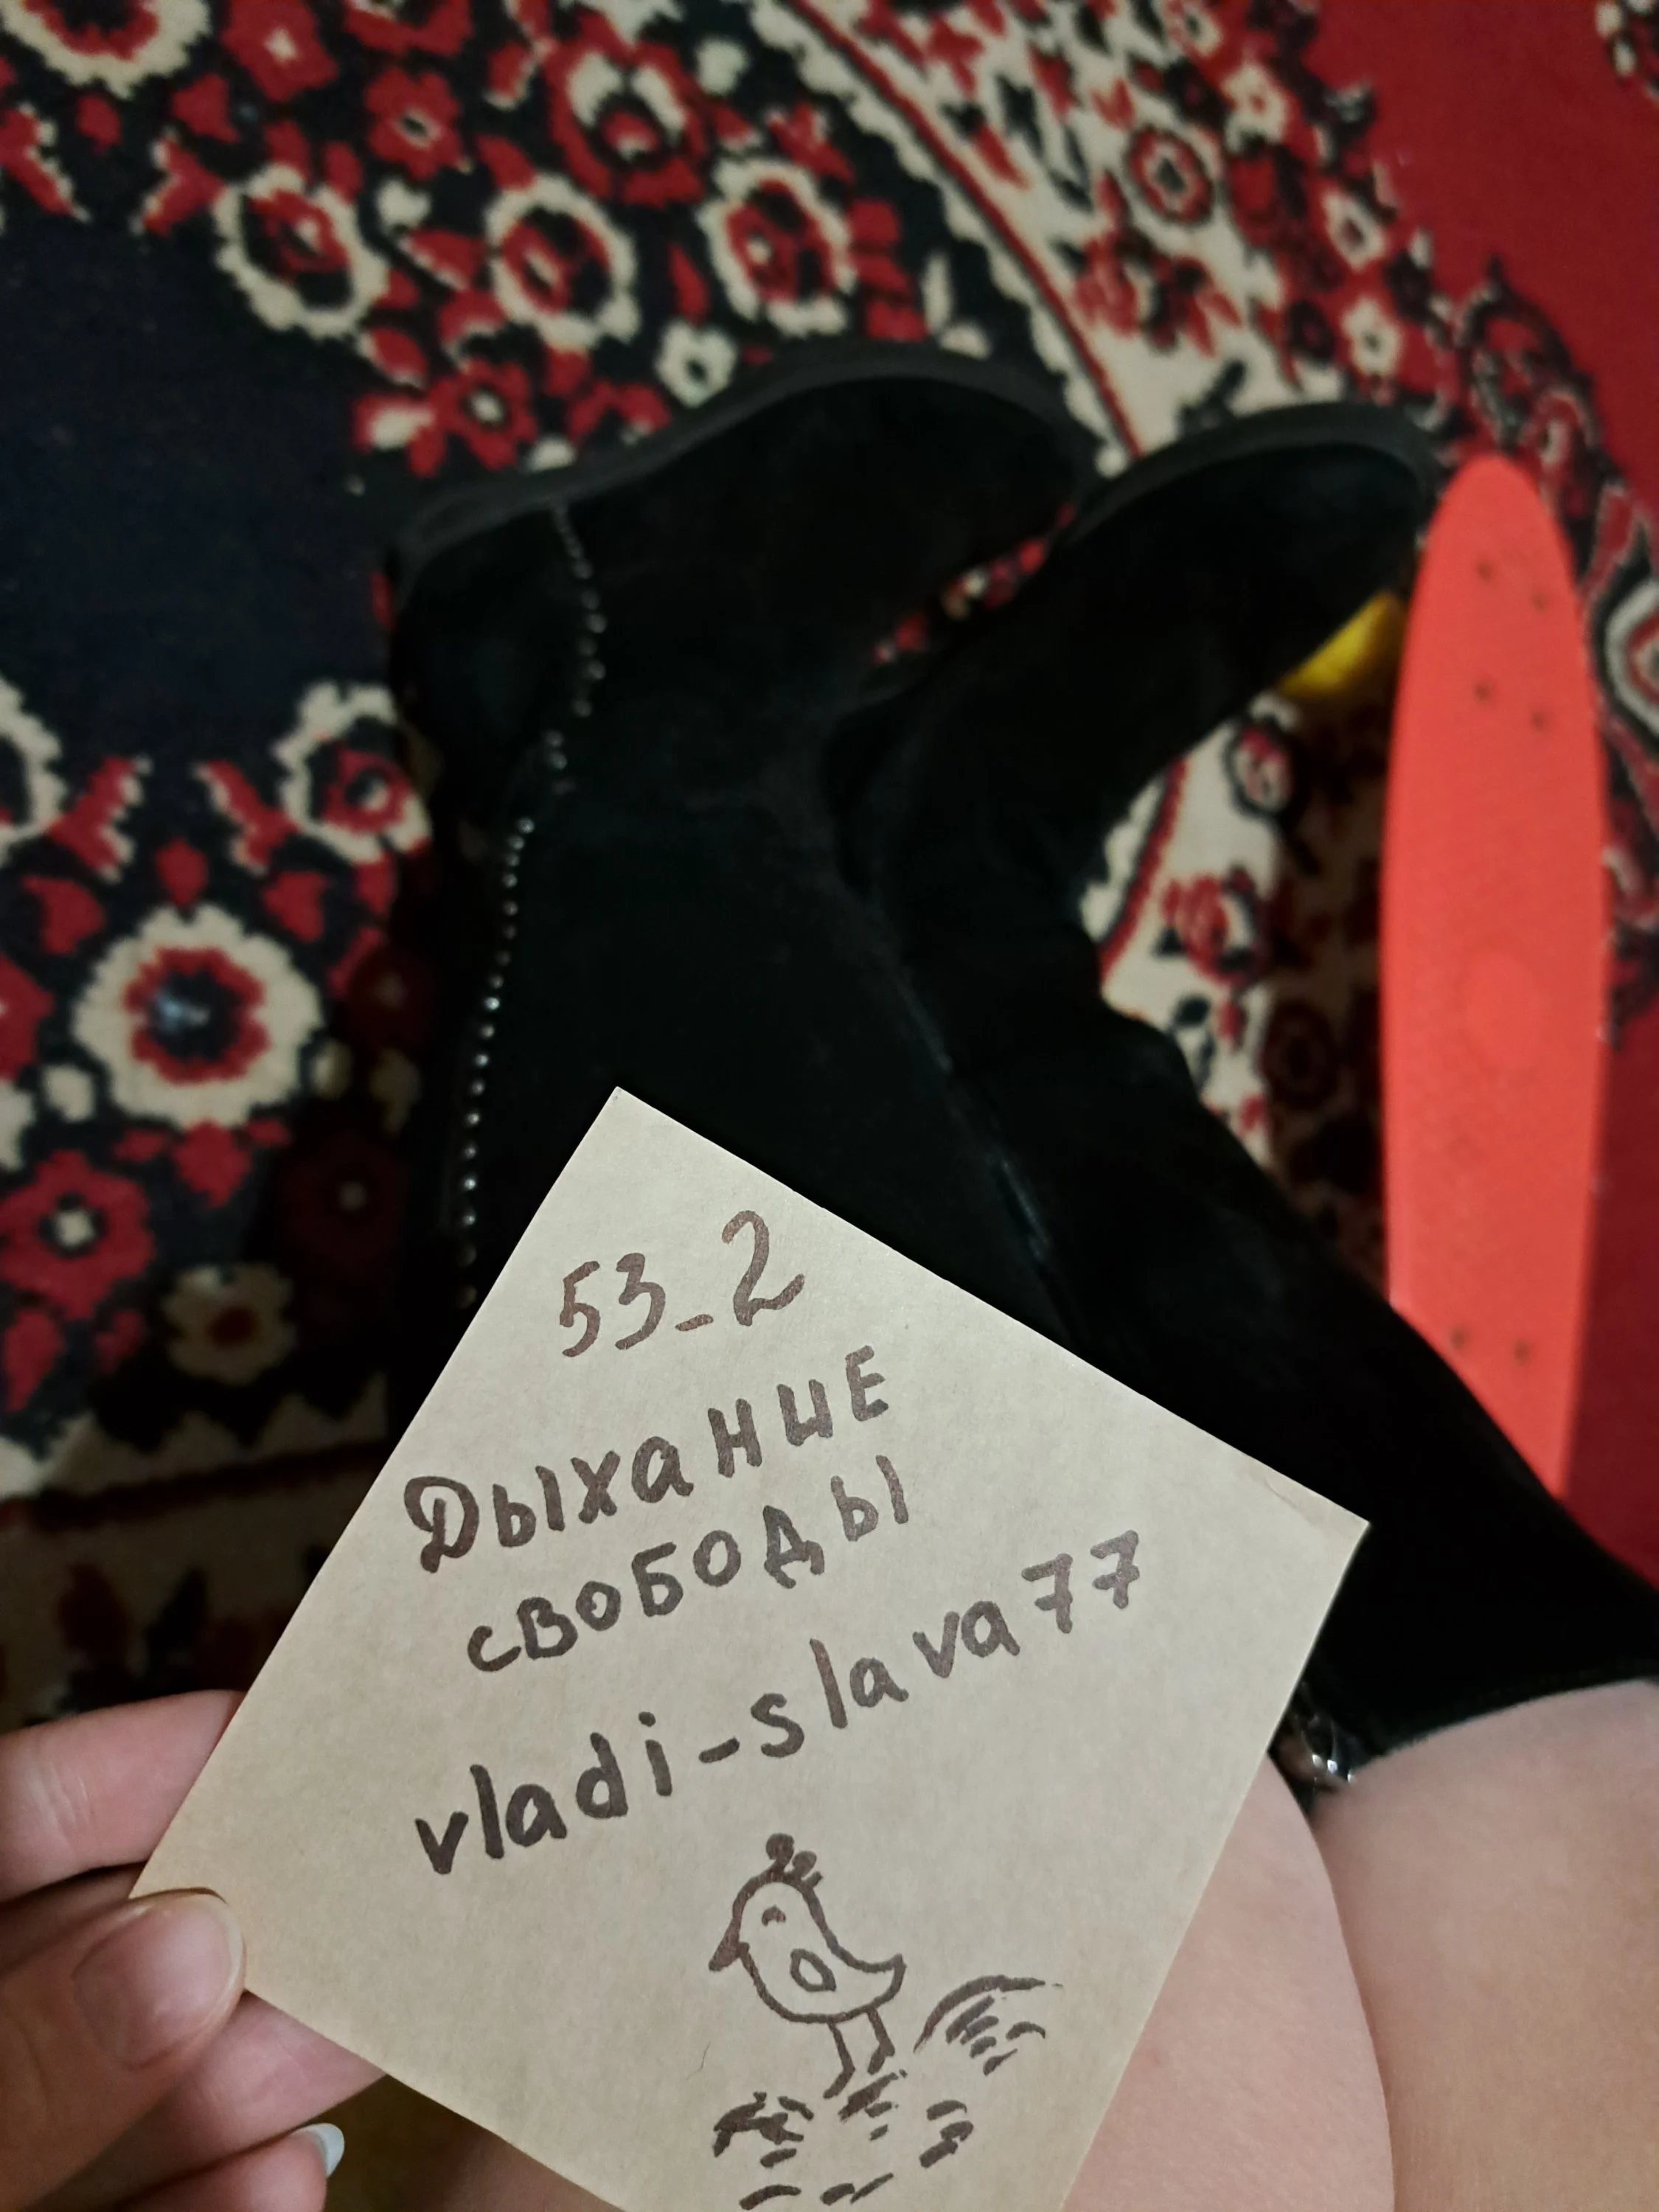 53_2
Дыхание
свободы
vladi-slava77